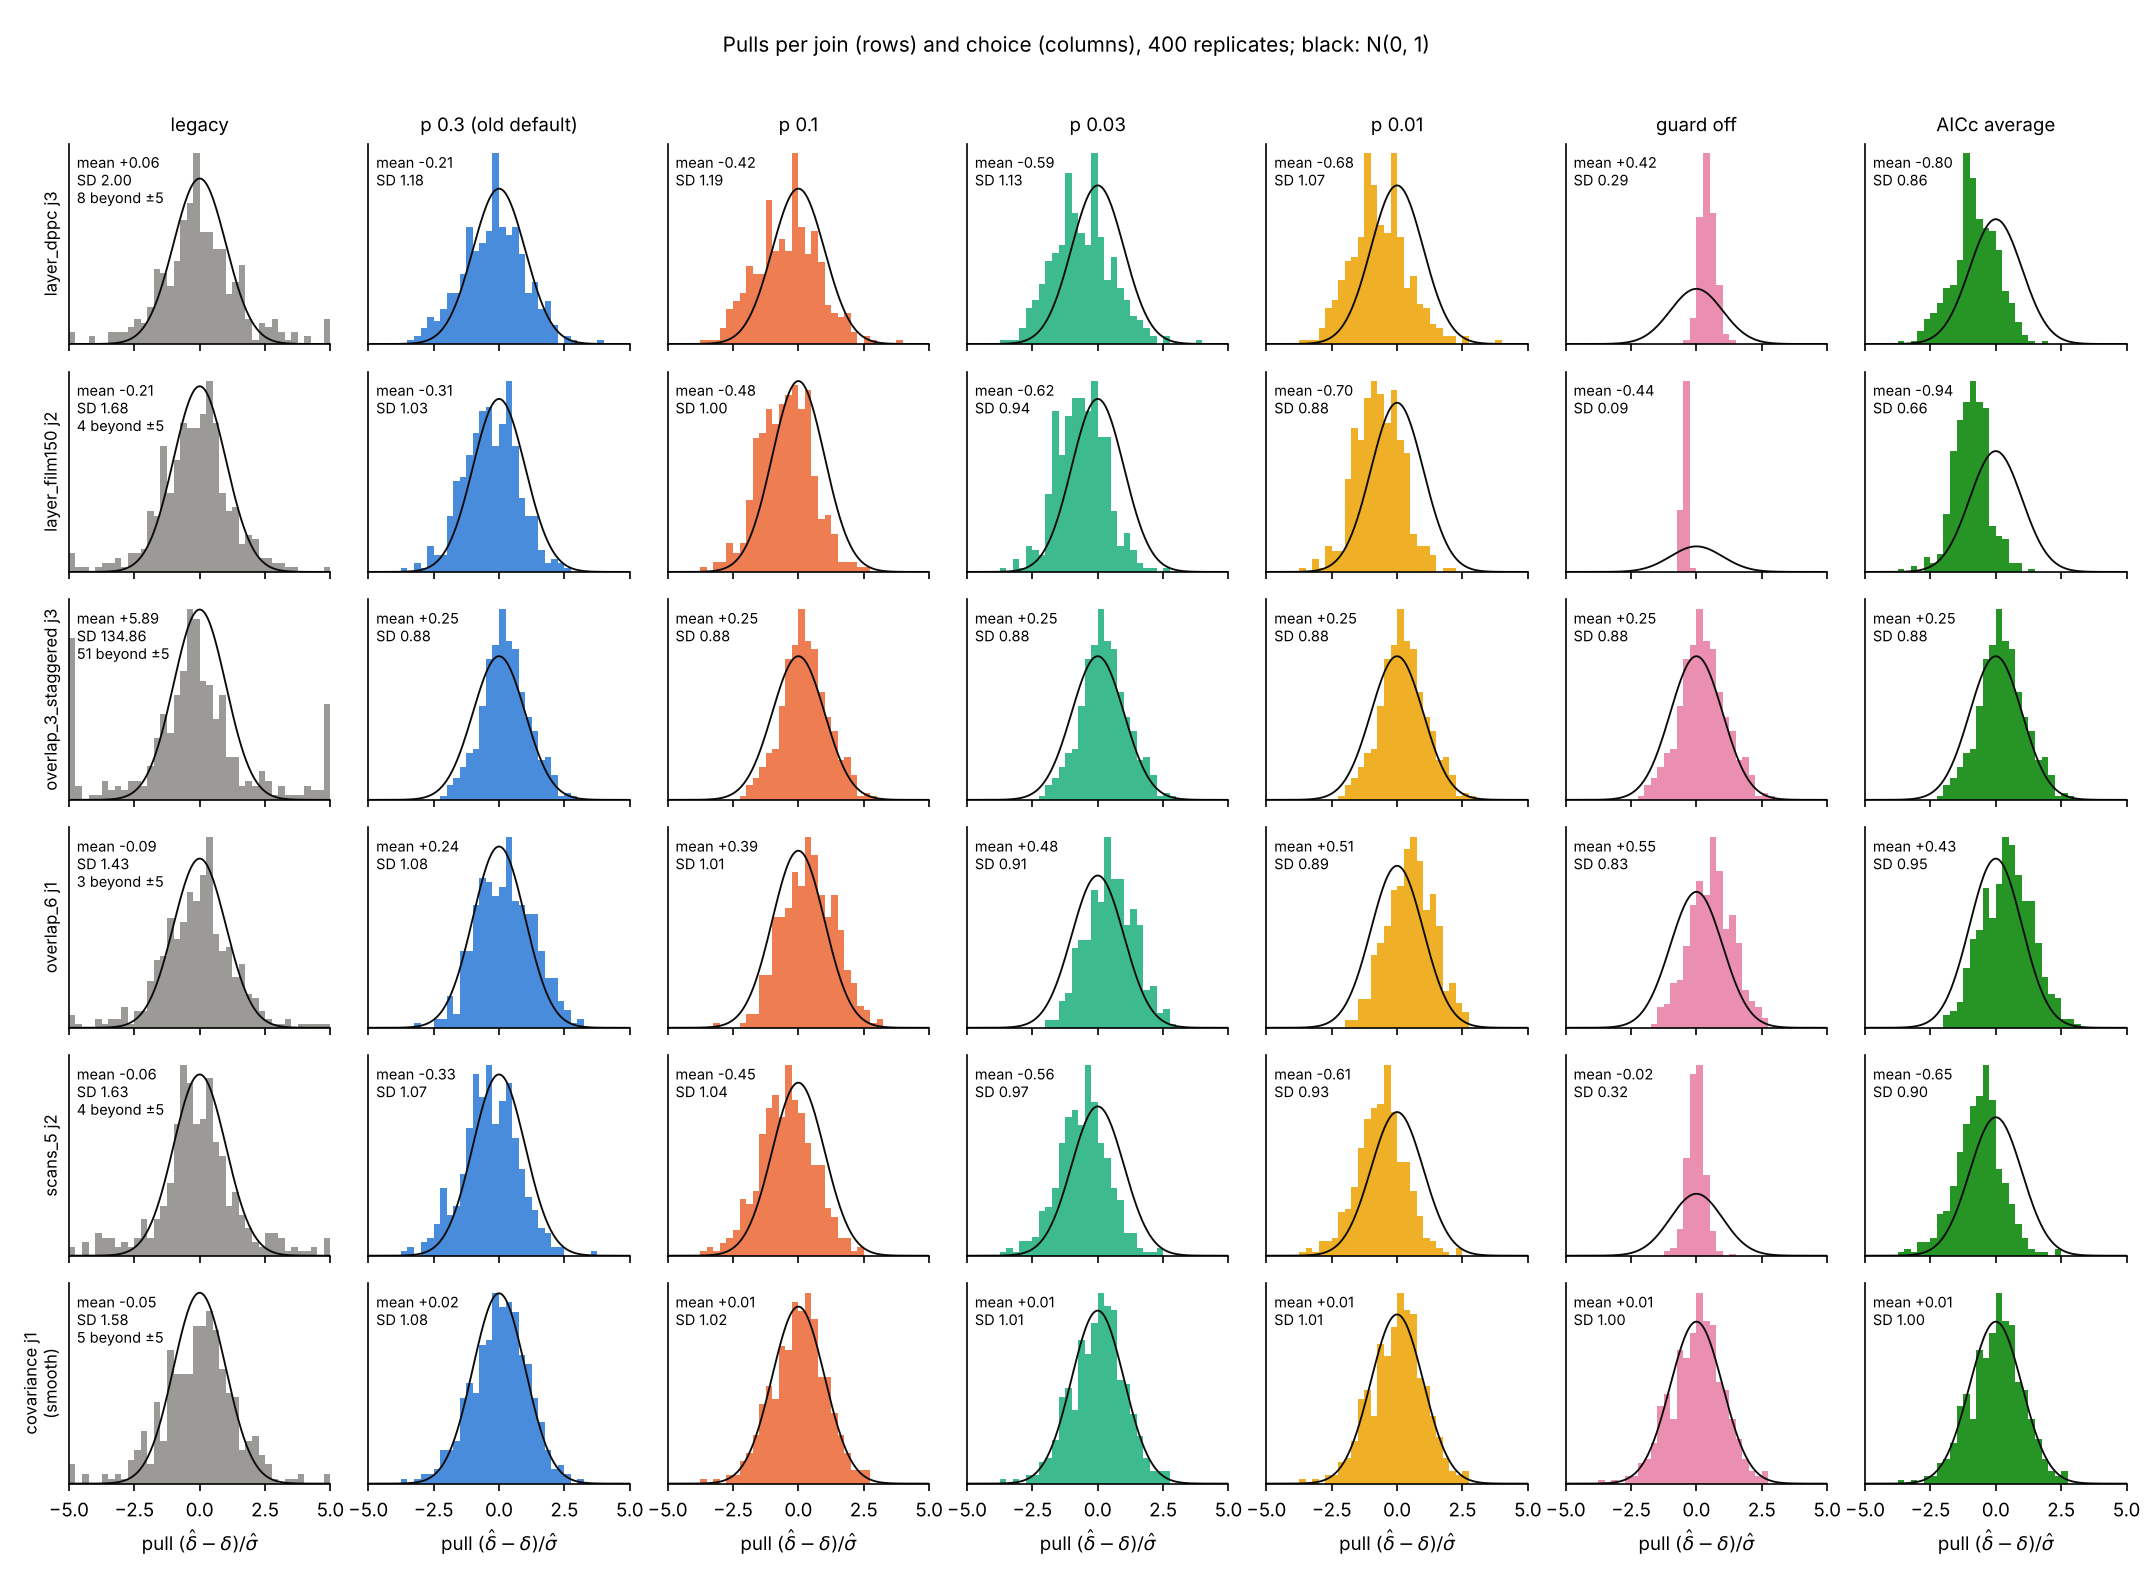 Pulls per join (rows) and choice (columns), 400 replicates; black: N(0, 1)
legacy
p 0.3 (old default)
p 0.1
p 0.03
p 0.01
guard off
AICc average
layer_dppc j3
mean +0.06
SD 2.00
8 beyond ±5
mean -0.21
SD 1.18
mean -0.42
SD 1.19
mean -0.59
SD 1.13
mean -0.68
SD 1.07
mean +0.42
SD 0.29
mean -0.80
SD 0.86
layer_film150 j2
mean -0.21
SD 1.68
4 beyond ±5
mean -0.31
SD 1.03
mean -0.48
SD 1.00
mean -0.62
SD 0.94
mean -0.70
SD 0.88
mean -0.44
SD 0.09
mean -0.94
SD 0.66
overlap_3_staggered j3
mean +5.89
SD 134.86
51 beyond ±5
mean +0.25
SD 0.88
mean +0.25
SD 0.88
mean +0.25
SD 0.88
mean +0.25
SD 0.88
mean +0.25
SD 0.88
mean +0.25
SD 0.88
overlap_6 j1
mean -0.09
SD 1.43
3 beyond ±5
mean +0.24
SD 1.08
mean +0.39
SD 1.01
mean +0.48
SD 0.91
mean +0.51
SD 0.89
mean +0.55
SD 0.83
mean +0.43
SD 0.95
scans_5 j2
mean -0.06
SD 1.63
4 beyond ±5
mean -0.33
SD 1.07
mean -0.45
SD 1.04
mean -0.56
SD 0.97
mean -0.61
SD 0.93
mean -0.02
SD 0.32
mean -0.65
SD 0.90
covariance j1
(smooth)
mean -0.05
SD 1.58
5 beyond ±5
mean +0.02
SD 1.08
mean +0.01
SD 1.02
mean +0.01
SD 1.01
mean +0.01
SD 1.01
mean +0.01
SD 1.00
mean +0.01
SD 1.00
−5.0 −2.5 0.0 2.5 5.0
−5.0 −2.5 0.0 2.5 5.0
−5.0 −2.5 0.0 2.5 5.0
−5.0 −2.5 0.0 2.5 5.0
−5.0 −2.5 0.0 2.5 5.0
−5.0 −2.5 0.0 2.5 5.0
−5.0 −2.5 0.0 2.5 5.0
pull (δ̂ − δ)/σ̂
pull (δ̂ − δ)/σ̂
pull (δ̂ − δ)/σ̂
pull (δ̂ − δ)/σ̂
pull (δ̂ − δ)/σ̂
pull (δ̂ − δ)/σ̂
pull (δ̂ − δ)/σ̂